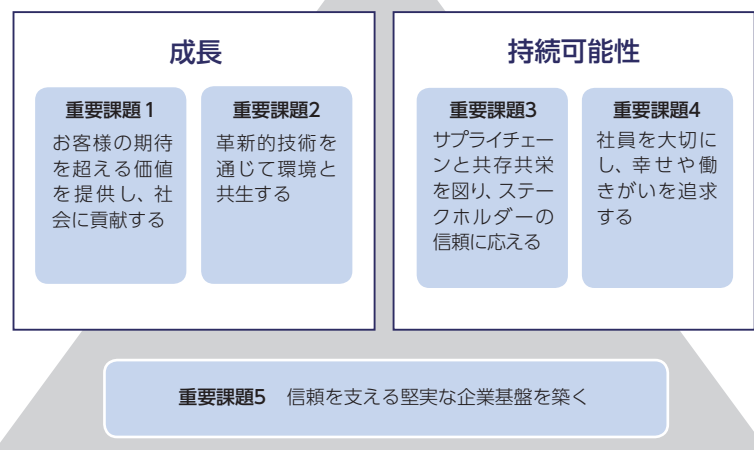 成長
重要課題1
お客様の期待
を超える価値
を提供し、社
会に貢献する
重要課題2
革新的技術を
通じて環境と
共生する
持続可能性
重要課題3
サプライチェー
ンと共存共栄
を図り、ステー
クホルダーの
信頼に応える
重要課題4
社員を大切に
し、幸せや働
きがいを追求
する
重要課題5 信頼を支える堅実な企業基盤を築く